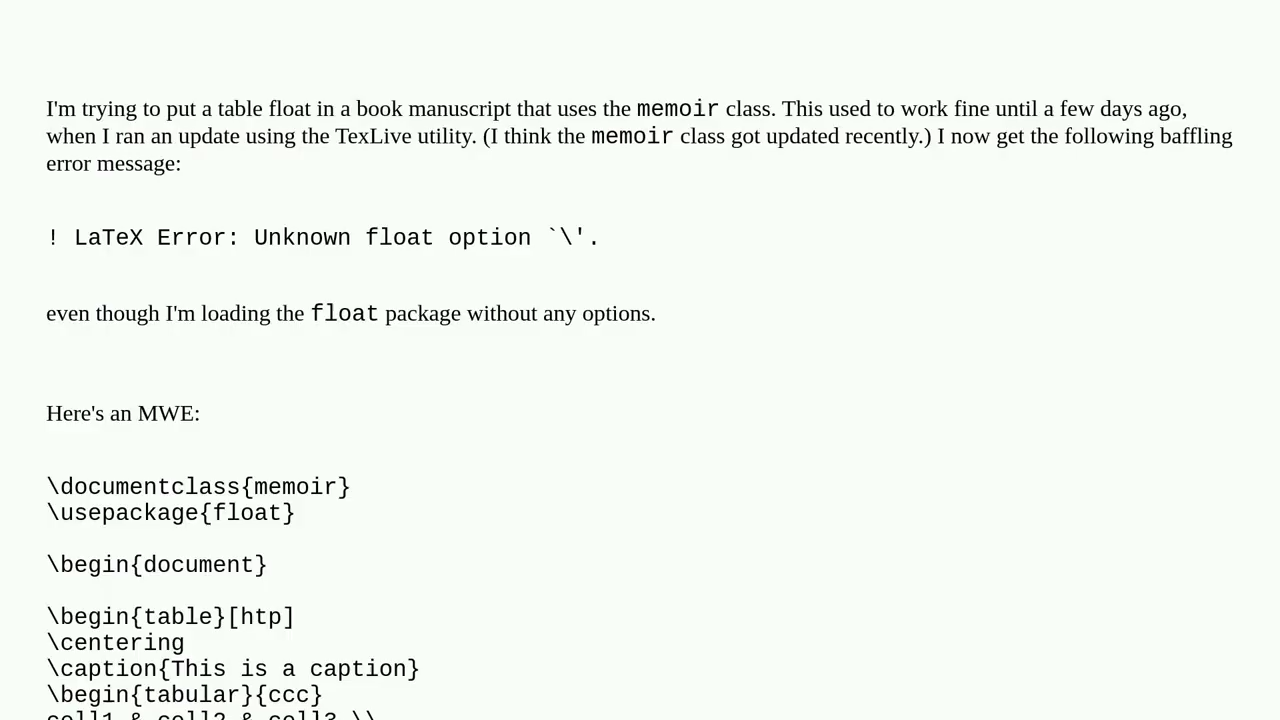 I'm trying to put a table float in a book manuscript that uses the memoir class. This used to work fine until a few days ago,
when I ran an update using the TexLive utility. (I think the memoir class got updated recently.) I now get the following baffling
error message:
! LaTeX Error: Unknown float option `\'.
even though I'm loading the float package without any options.
Here's an MWE:
\documentclass{memoir}
\usepackage{float}
\begin{document}
\begin{table}[htp]
\centering
\caption{This is a caption}
\begin{tabular}{ccc}
cell1 & cell2 & cell3 \\